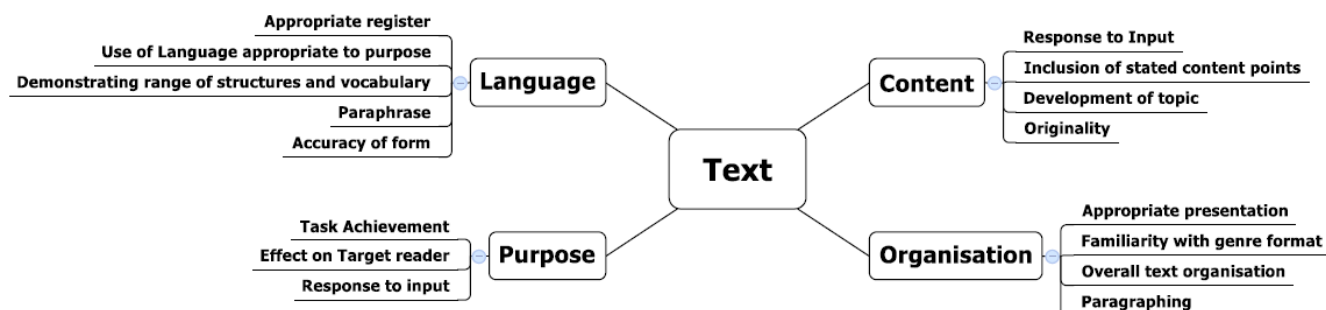 Text
Language
Appropriate register
Use of Language appropriate to purpose
Demonstrating range of structures and vocabulary
Paraphrase
Accuracy of form
Purpose
Task Achievement
Effect on Target reader
Response to input
Content
Response to Input
Inclusion of stated content points
Development of topic
Originality
Organisation
Appropriate presentation
Familiarity with genre format
Overall text organisation
Paragraphing